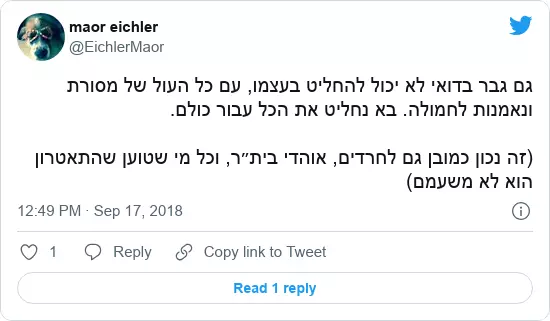 maor eichler
@EichlerMaor
גם גבר בדואי לא יכול להחליט בעצמו, עם כל העול של מסורת
ונאמנות לחמולה. בא נחליט את הכל עבור כולם.
(זה נכון כמובן גם לחרדים, אוהדי בית״ר, וכל מי שטוען שהתאטרון
הוא לא משעמם)
12:49 PM · Sep 17, 2018
1 Reply Copy link to Tweet
Read 1 reply